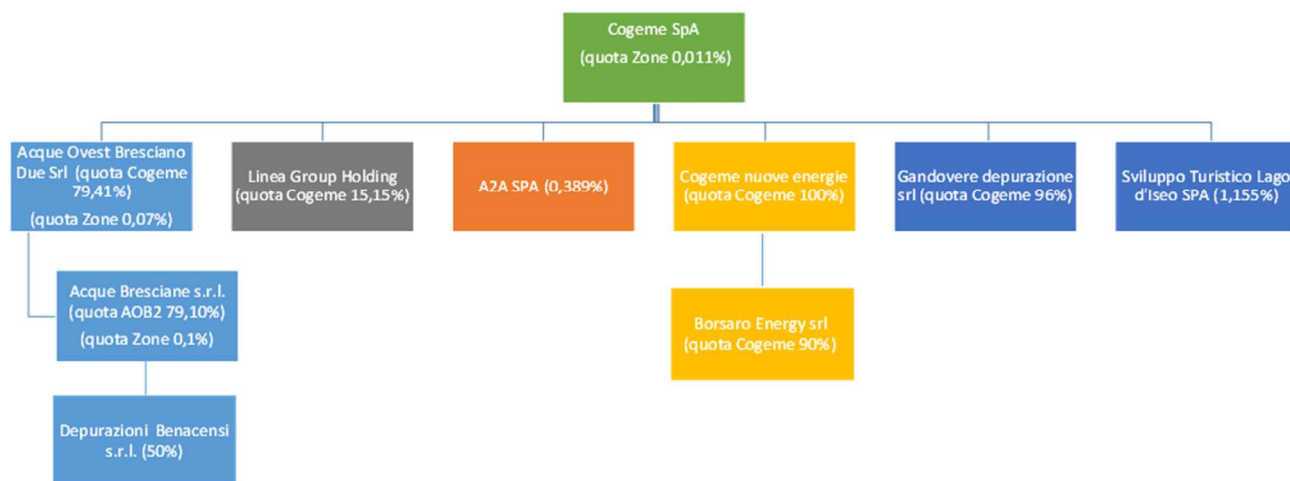 Cogeme SpA
(quota Zone 0,011%)
Acque Ovest Bresciano
Due Srl (quota Cogeme
79,41%)
(quota Zone 0,07%)
Linea Group Holding
(quota Cogeme 15,15%)
A2A SPA (0,389%)
Cogeme nuove energie
(quota Cogeme 100%)
Gandovere depurazione
srl (quota Cogeme 96%)
Sviluppo Turistico Lago
d'Iseo SPA (1,155%)
Acque Bresciane s.r.l.
(quota AOB2 79,10%)
(quota Zone 0,1%)
Borsaro Energy srl
(quota Cogeme 90%)
Depurazioni Benacensi
s.r.l. (50%)